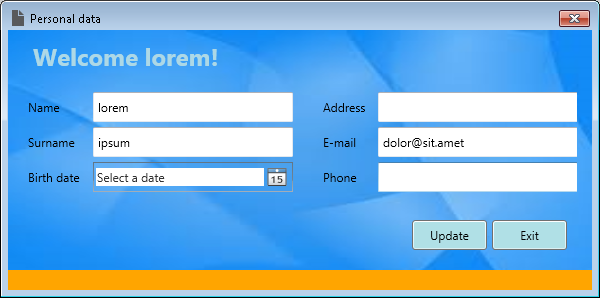 Personal data
Welcome lorem!
Name lorem Address
Surname ipsum E-mail dolor@sit.amet
Birth date Select a date 15 Phone
Update Exit